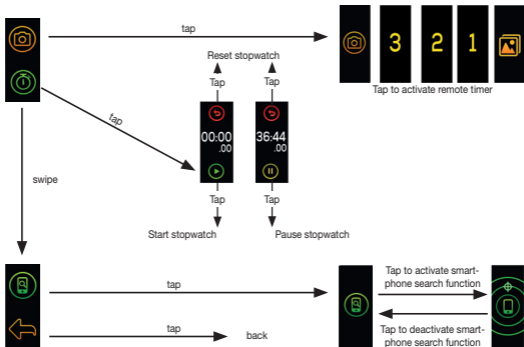 tap
3
2
1
Tap to activate remote timer
Reset stopwatch
Tap
Tap
tap
00:00
.00
36:44
.00
swipe
Tap
Tap
Start stopwatch
Pause stopwatch
tap
Tap to activate smart-
phone search function
tap
back
Tap to deactivate smart-
phone search function